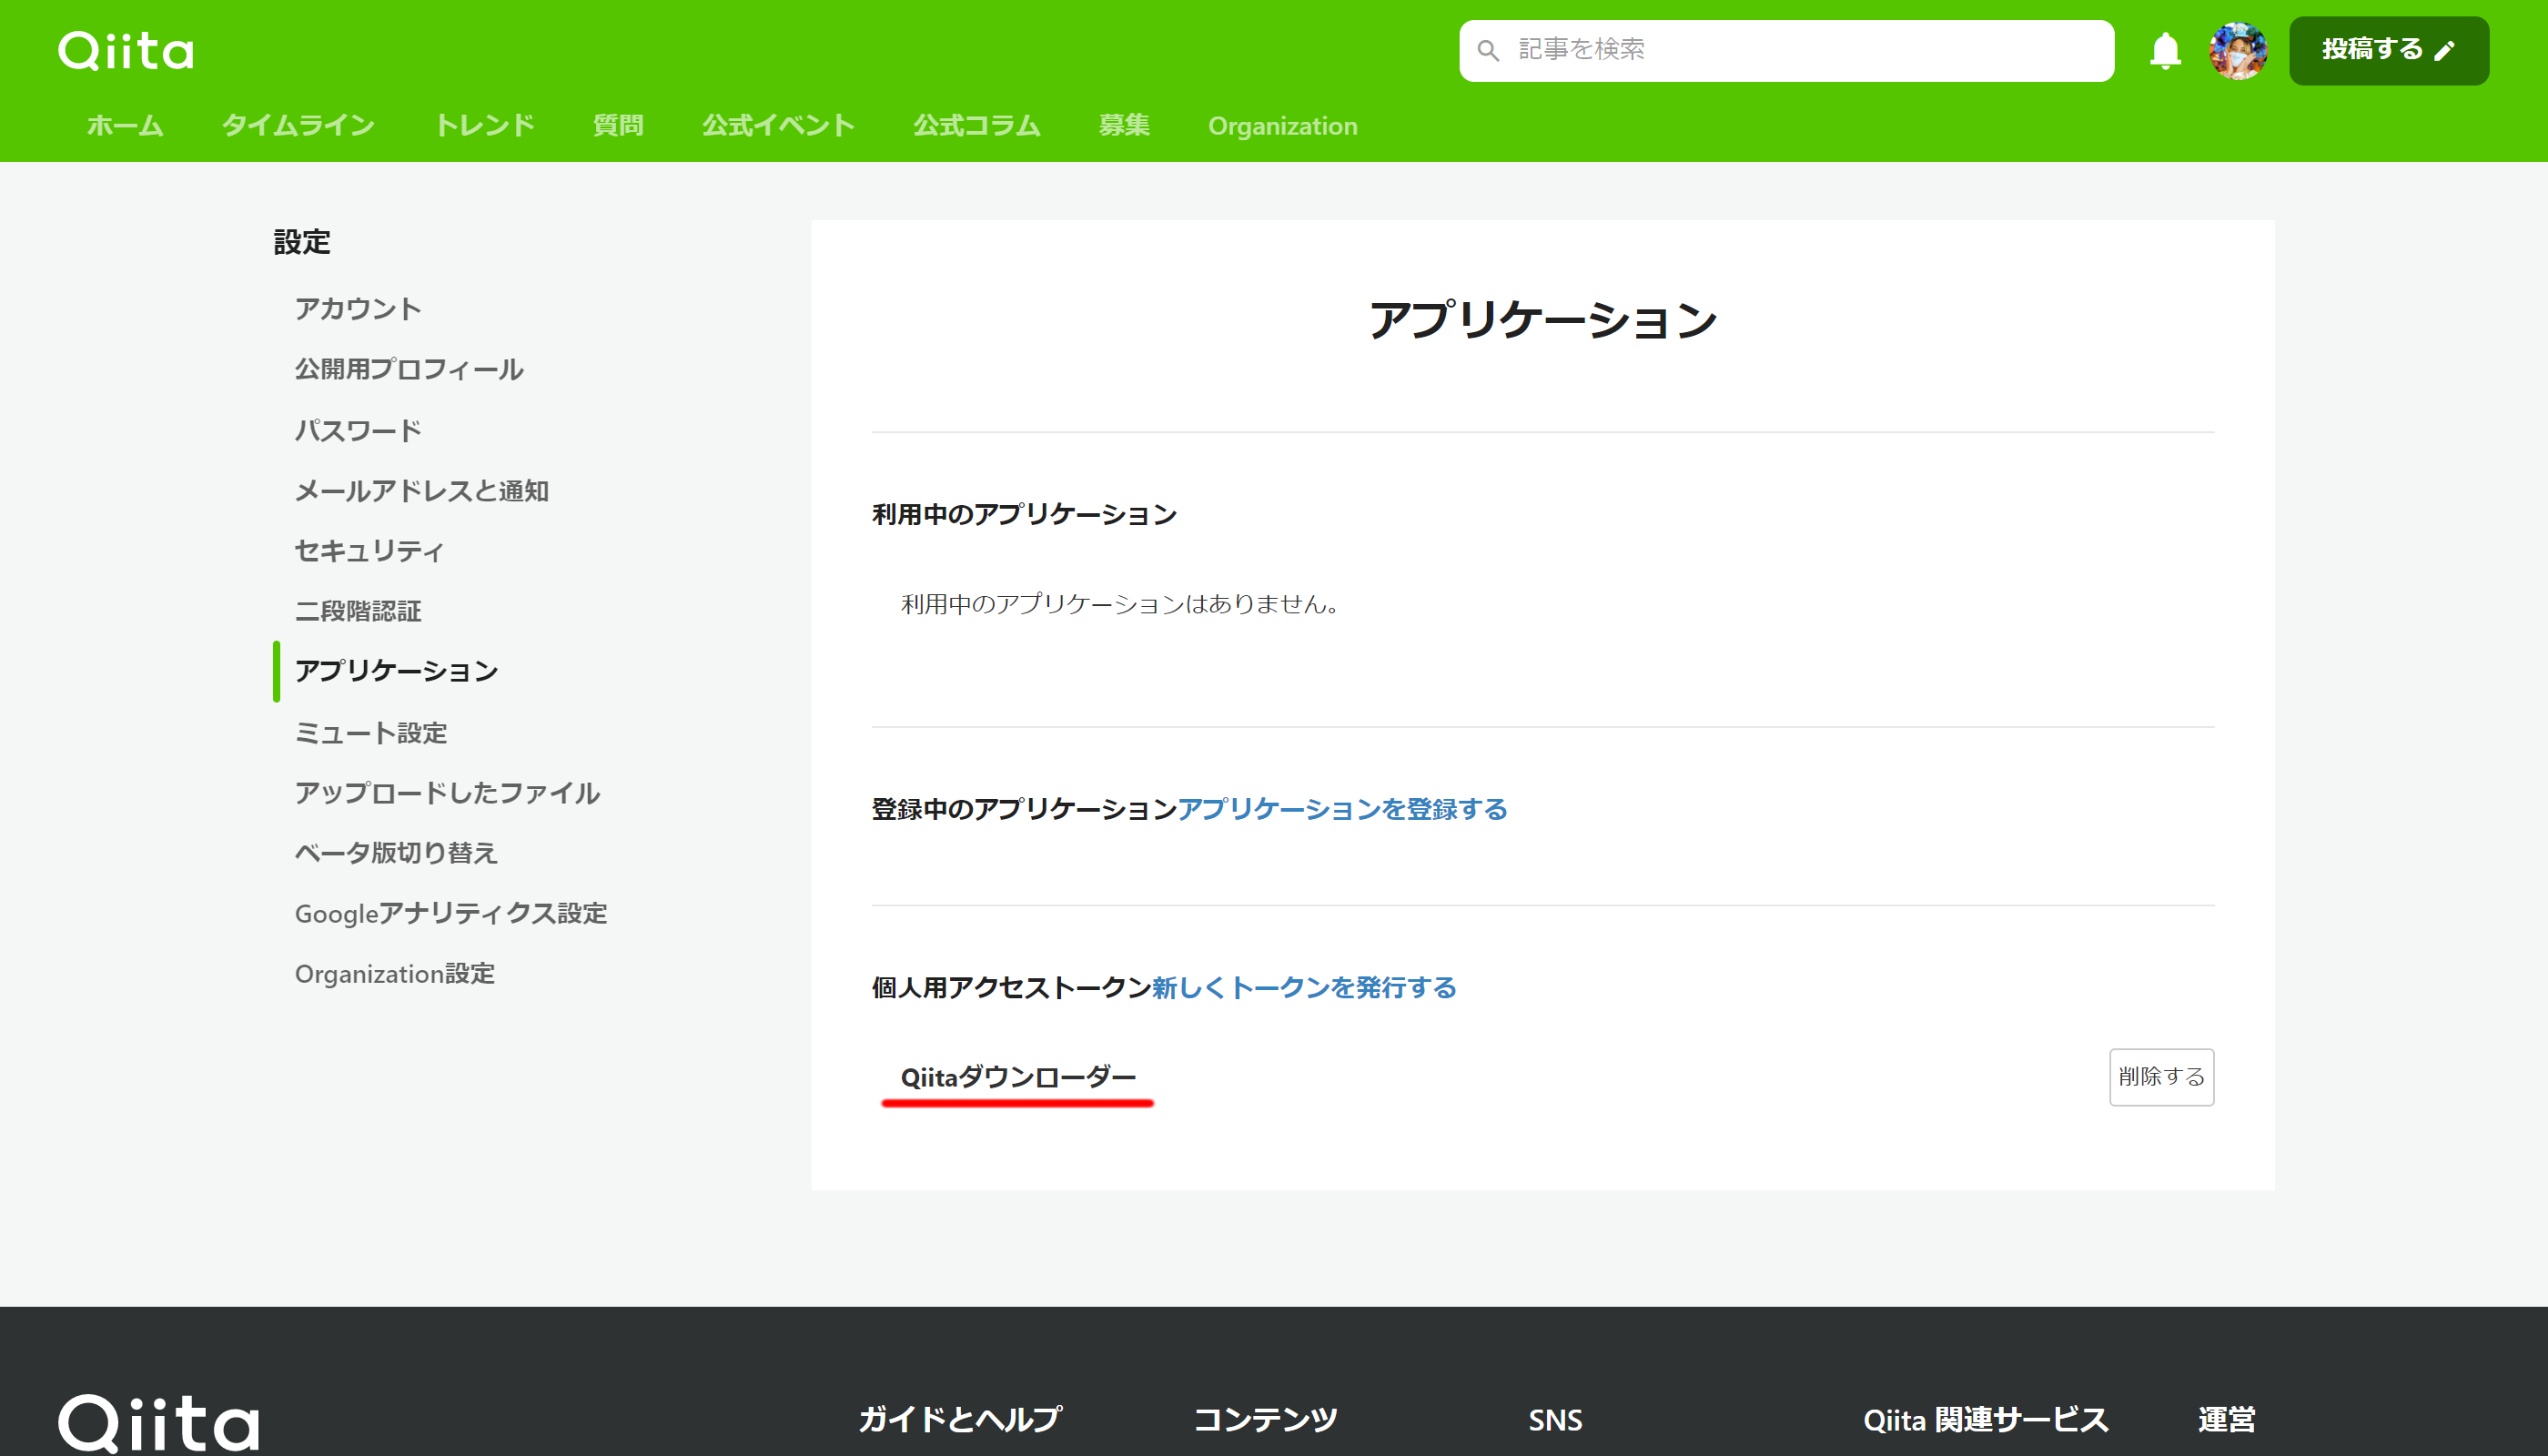 Qiita
記事を検索
投稿する
ホーム タイムライン トレンド 質問 公式イベント 公式コラム 募集 Organization
設定
アカウント
公開用プロフィール
パスワード
メールアドレスと通知
セキュリティ
二段階認証
アプリケーション
ミュート設定
アップロードしたファイル
ベータ版切り替え
Googleアナリティクス設定
Organization設定
アプリケーション
利用中のアプリケーション
利用中のアプリケーションはありません。
登録中のアプリケーションアプリケーションを登録する
個人用アクセストークン新しくトークンを発行する
Qiitaダウンローダー 削除する
Qiita
ガイドとヘルプ コンテンツ SNS Qiita 関連サービス 運営